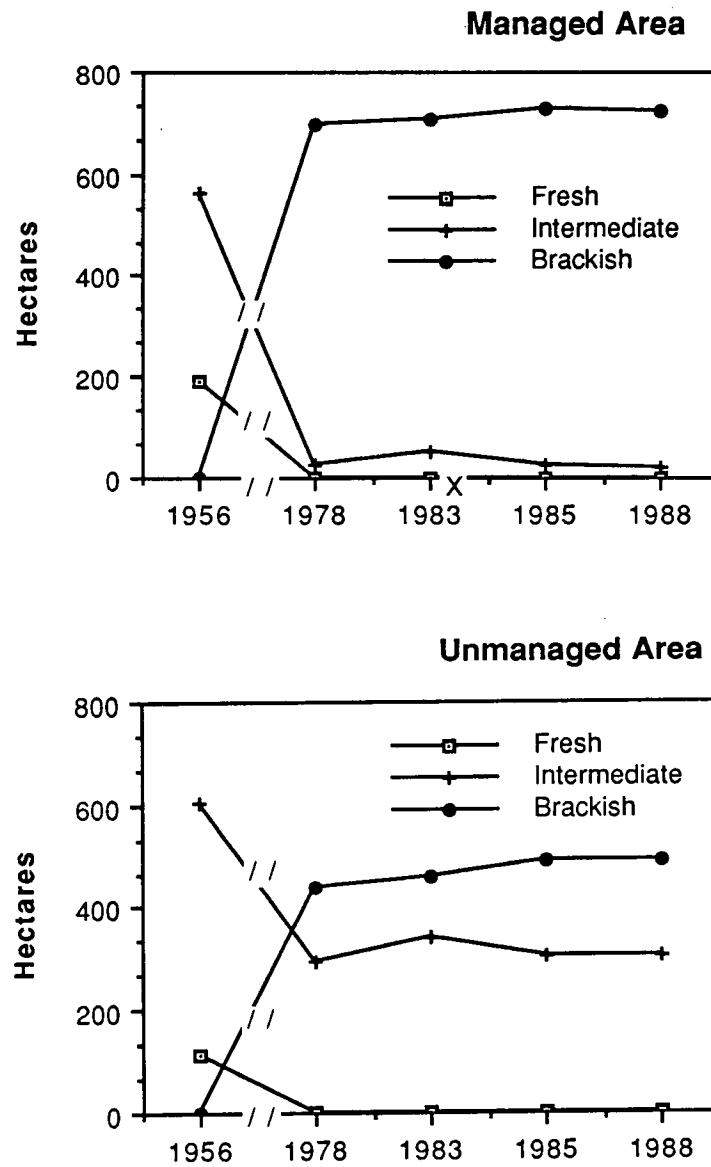 Managed Area
800
600
400
200
0
Hectares
Fresh
Intermediate
Brackish
//
//
//
X
1956 1978 1983 1985 1988
Unmanaged Area
800
600
400
200
0
Hectares
Fresh
Intermediate
Brackish
//
//
//
1956 1978 1983 1985 1988